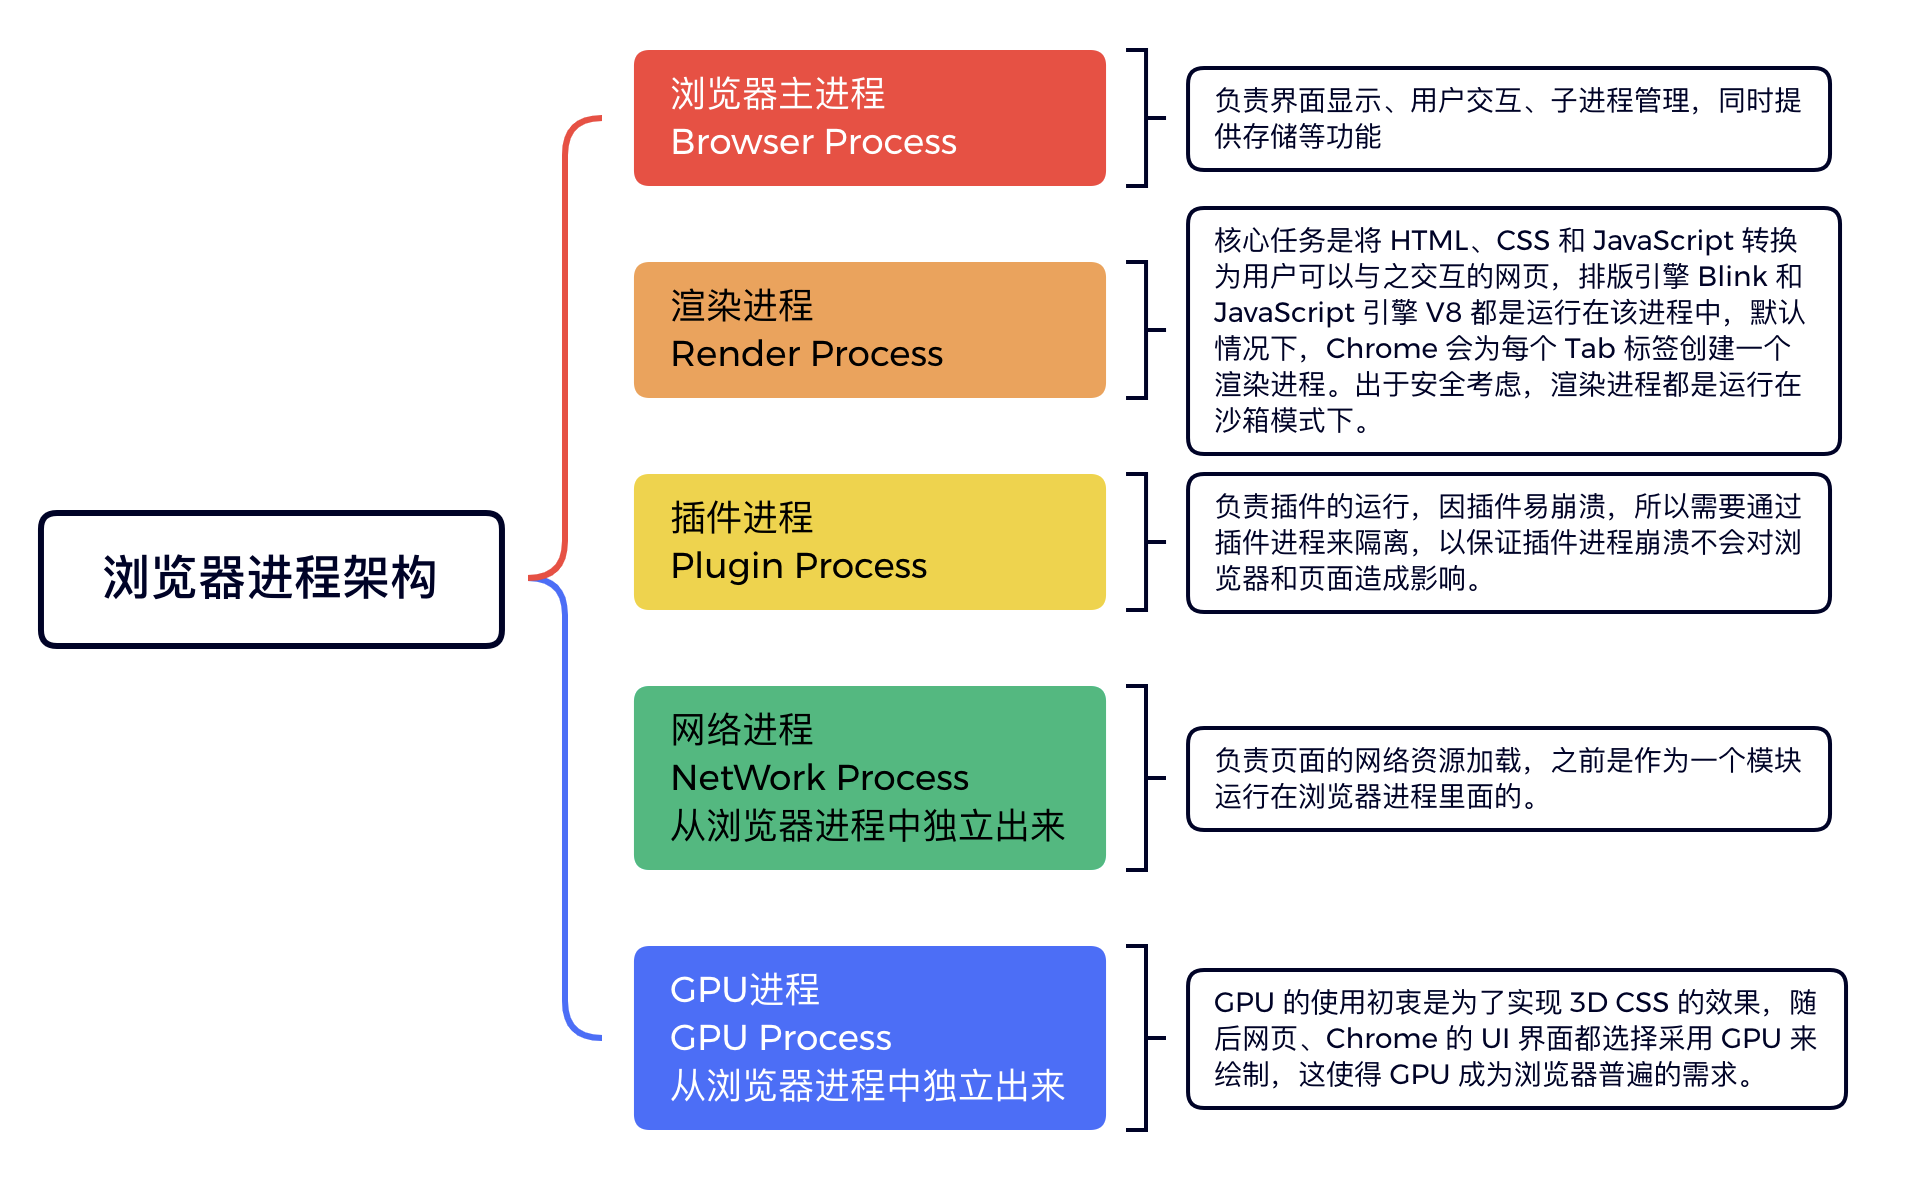 浏览器进程架构
浏览器主进程
Browser Process
负责界面显示、用户交互、子进程管理，同时提
供存储等功能
渲染进程
Render Process
核心任务是将 HTML、CSS 和 JavaScript 转换
为用户可以与之交互的网页，排版引擎 Blink 和
JavaScript 引擎 V8 都是运行在该进程中，默认
情况下，Chrome 会为每个 Tab 标签创建一个
渲染进程。出于安全考虑，渲染进程都是运行在
沙箱模式下。
插件进程
Plugin Process
负责插件的运行，因插件易崩溃，所以需要通过
插件进程来隔离，以保证插件进程崩溃不会对浏
览器和页面造成影响。
网络进程
NetWork Process
从浏览器进程中独立出来
负责页面的网络资源加载，之前是作为一个模块
运行在浏览器进程里面的。
GPU进程
GPU Process
从浏览器进程中独立出来
GPU 的使用初衷是为了实现 3D CSS 的效果，随
后网页、Chrome 的 UI 界面都选择采用 GPU 来
绘制，这使得 GPU 成为浏览器普遍的需求。